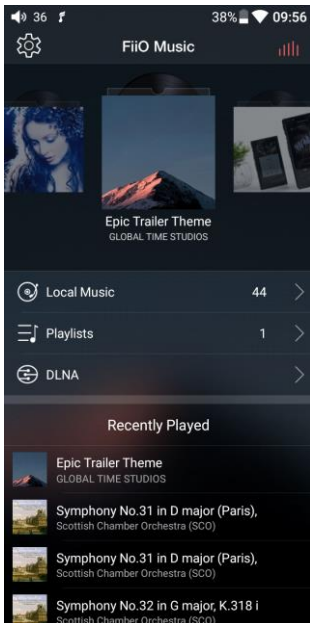 36
38%
09:56
FiiO Music
Epic Trailer Theme
GLOBAL TIME STUDIOS
Local Music 44
Playlists 1
DLNA
Recently Played
Epic Trailer Theme
GLOBAL TIME STUDIOS
Symphony No.31 in D major (Paris),
Scottish Chamber Orchestra (SCO)
Symphony No.31 in D major (Paris),
Scottish Chamber Orchestra (SCO)
Symphony No.32 in G major, K.318 i
Scottish Chamber Orchestra (SCO)